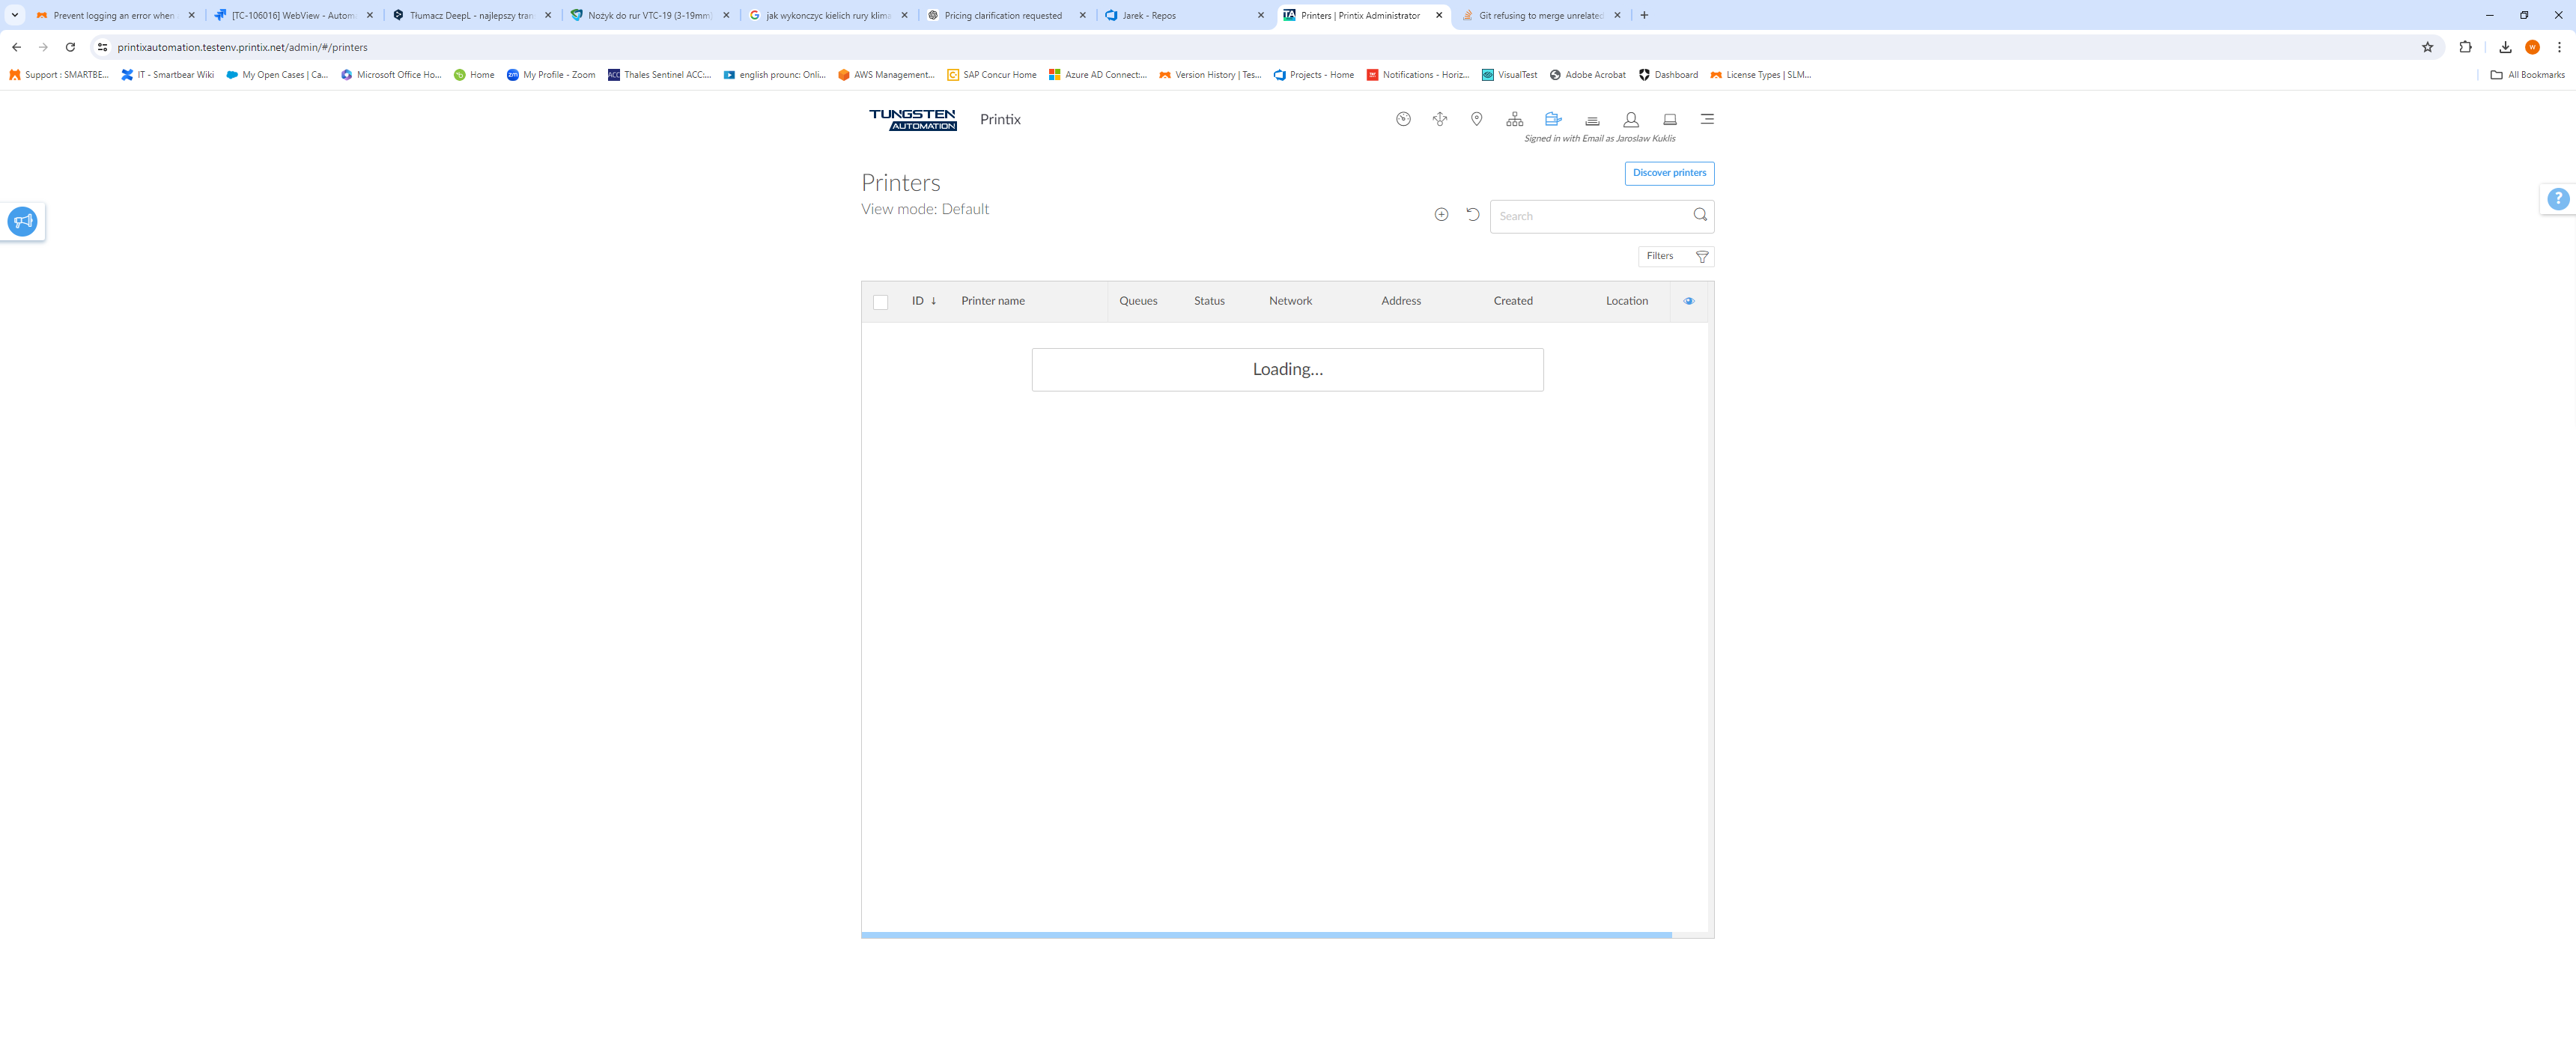 Prevent logging an error when
[TC-106016] WebView - Autom
Tłumacz DeepL - najlepszy tran
Nożyk do rur VTC-19 (3-19mm)
jak wykonczyc kielich rury klima
Pricing clarification requested
Jarek - Repos
Printers | Printix Administrator
Git refusing to merge unrelated
printixautomation.testenv.printix.net/admin/#/printers
Support : SMARTBE...
IT - Smartbear Wiki
My Open Cases | Ca...
Microsoft Office Ho...
Home
My Profile - Zoom
Thales Sentinel ACC:...
english prounc: Onli...
AWS Management...
SAP Concur Home
Azure AD Connect:...
Version History | Tes...
Projects - Home
Notifications - Horiz...
VisualTest
Adobe Acrobat
Dashboard
License Types | SLM...
All Bookmarks
TUNGSTEN
AUTOMATION
Printix
Signed in with Email as Jaroslaw Kuklis
Discover printers
Printers
View mode: Default
Search
Filters
ID ↓ Printer name Queues Status Network Address Created Location
Loading...